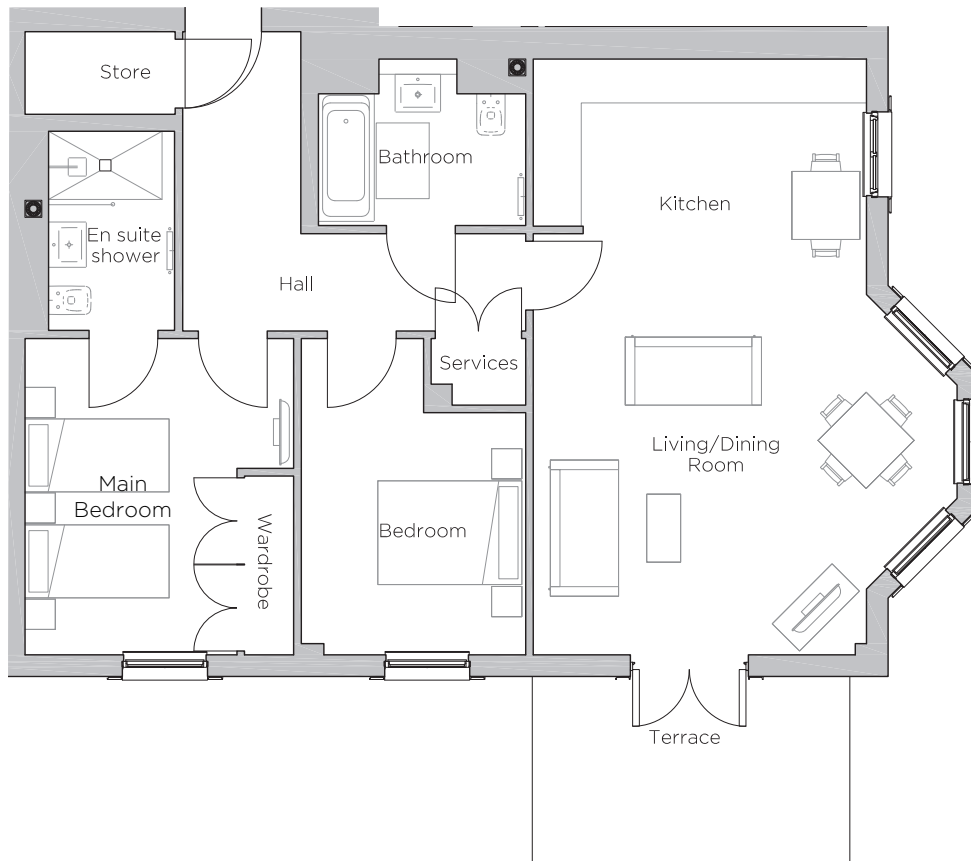 Store
Bathroom
Kitchen
En suite
shower
Hall
Services
Living/Dining
Room
Main
Bedroom
Wardrobe
Bedroom
Terrace